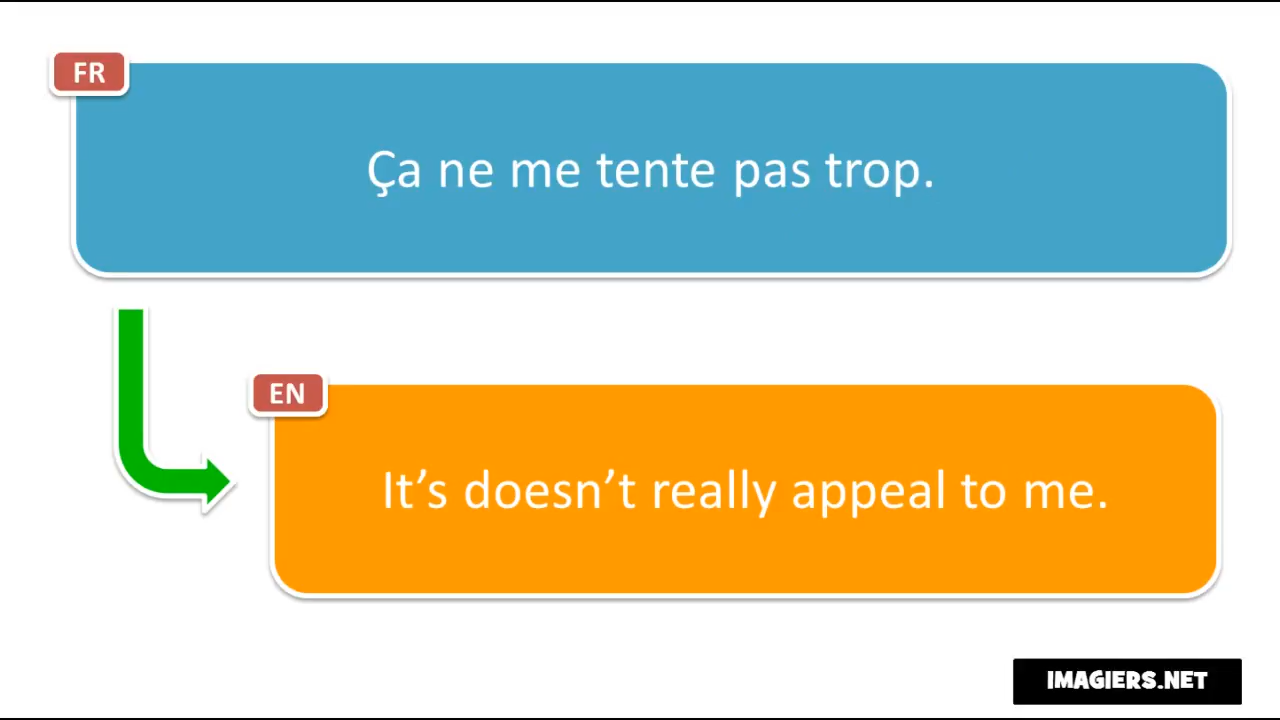 FR
Ça ne me tente pas trop.
EN
It’s doesn’t really appeal to me.
IMAGIERS.NET